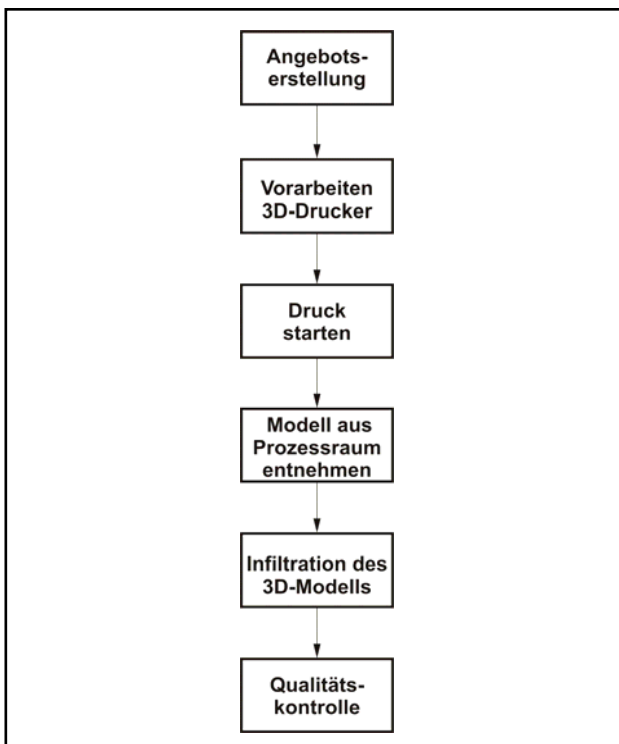 Angebots-
erstellung
Vorarbeiten
3D-Drucker
Druck
starten
Modell aus
Prozessraum
entnehmen
Infiltration des
3D-Modells
Qualitäts-
kontrolle